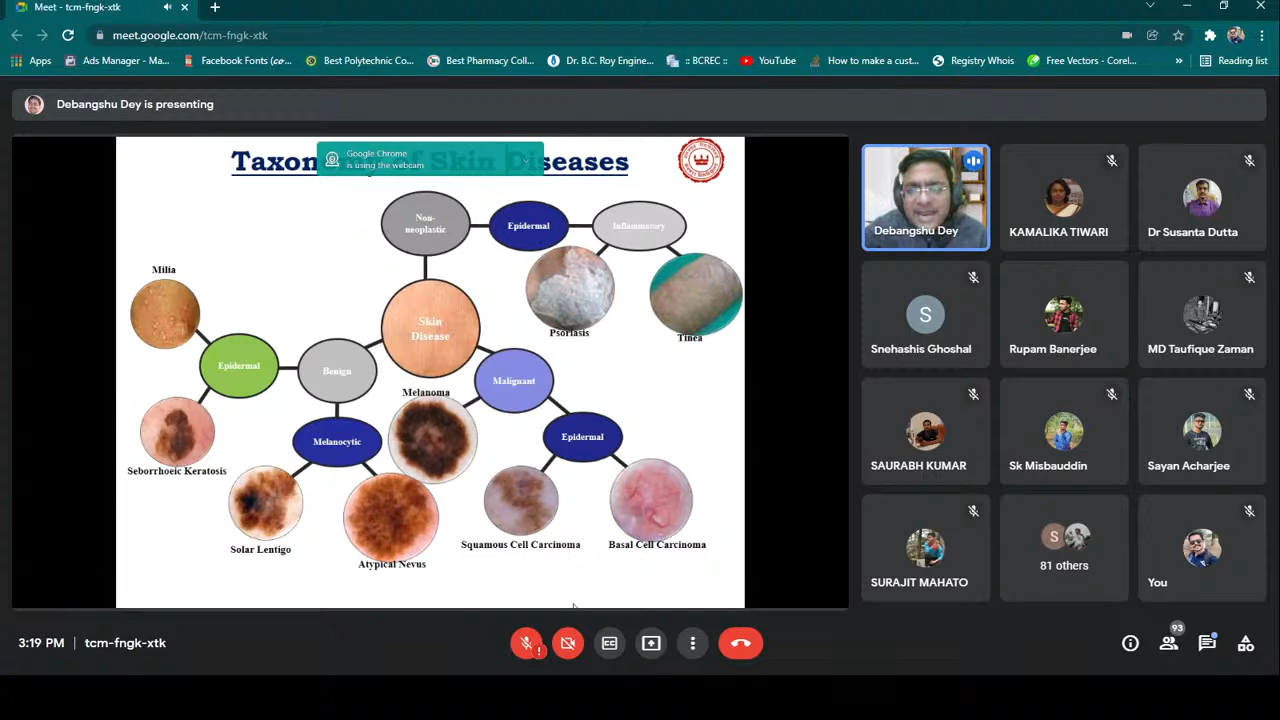 Meet - tcm-fngk-xtk
meet.google.com/tcm-fngk-xtk
Apps
Ads Manager - Ma...
Facebook Fonts (𝓬𝓸...
Best Polytechnic Co...
Best Pharmacy Coll...
Dr. B.C. Roy Engine...
:: BCREC ::
YouTube
How to make a cust...
Registry Whois
Free Vectors - Corel...
»
Reading list
Debangshu Dey is presenting
Google Chrome
is using the webcam
Skin Diseases
Non-
neoplastic
Epidermal
Inflammatory
Milia
Psoriasis
Tinea
Skin
Disease
Epidermal
Benign
Malignant
Melanoma
Melanocytic
Epidermal
Seborrhoeic Keratosis
Solar Lentigo
Atypical Nevus
Squamous Cell Carcinoma
Basal Cell Carcinoma
Debangshu Dey
KAMALIKA TIWARI
Dr Susanta Dutta
S
Snehashis Ghoshal
Rupam Banerjee
MD Taufique Zaman
SAURABH KUMAR
Sk Misbauddin
Sayan Acharjee
SURAJIT MAHATO
S
81 others
You
3:19 PM | tcm-fngk-xtk
93